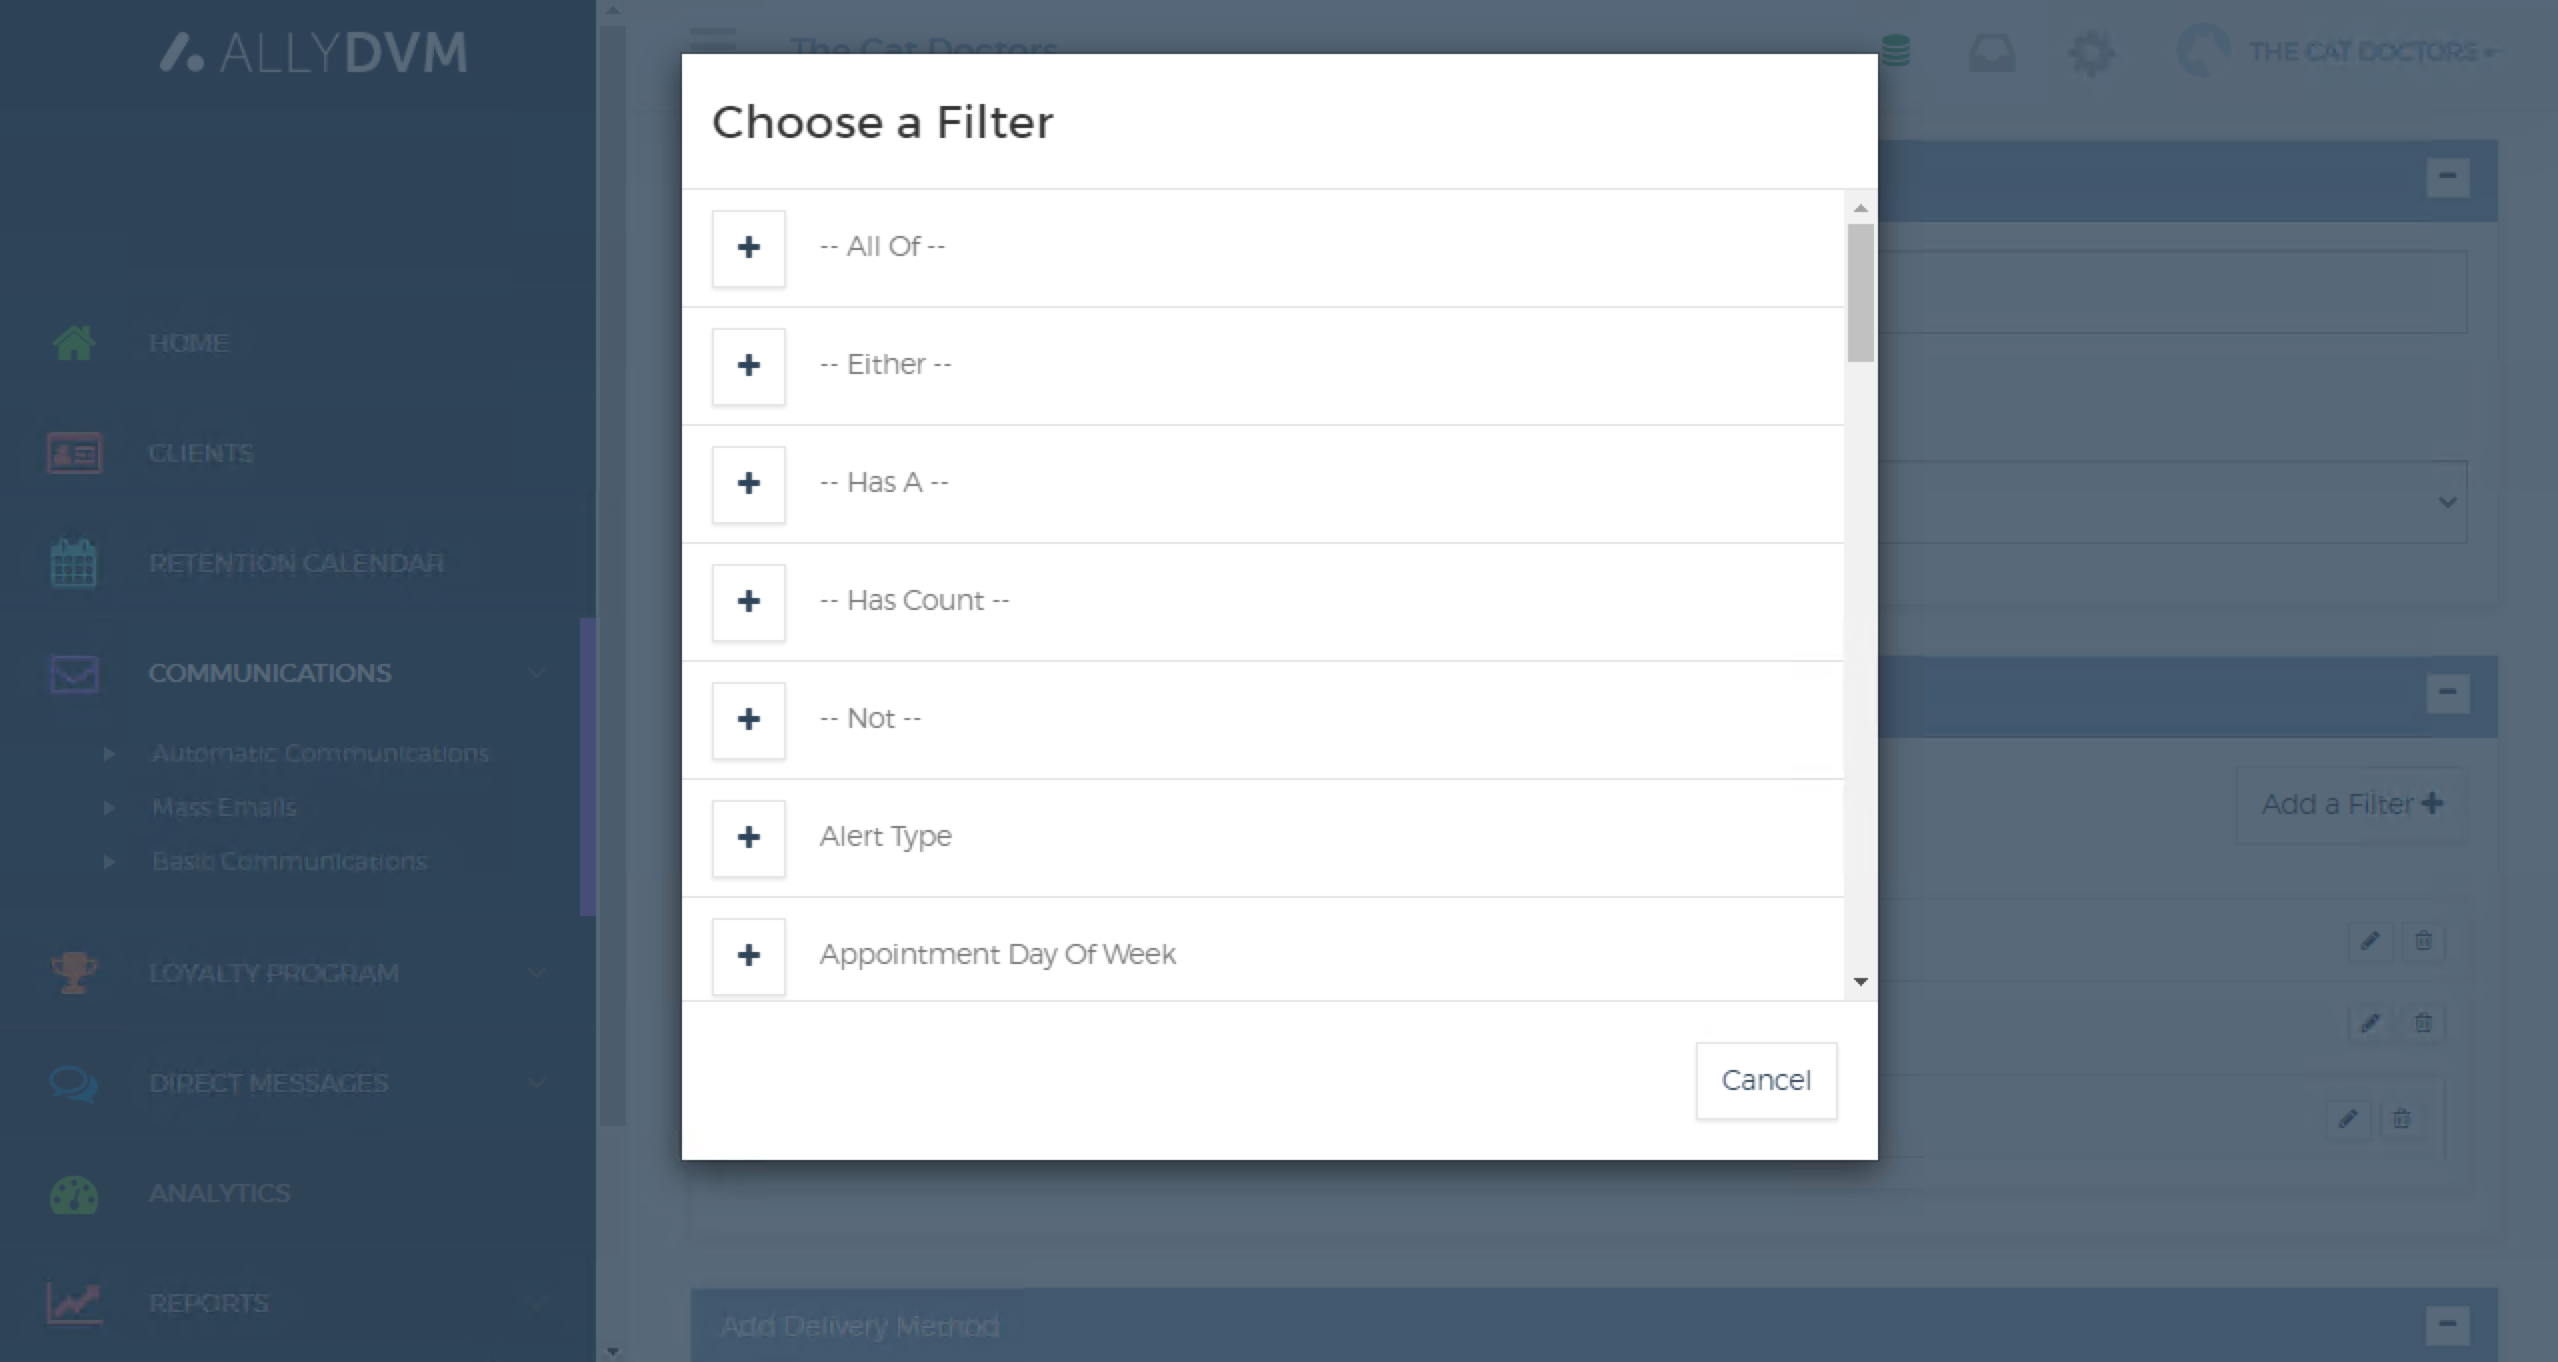 ALLYDVM
The Cat Doctors
THE CAT DOCTORS
Choose a Filter
-- All Of --
-- Either --
-- Has A --
-- Has Count --
-- Not --
Alert Type
Appointment Day Of Week
Cancel
HOME
CLIENTS
RETENTION CALENDAR
COMMUNICATIONS
Automatic Communications
Mass Emails
Basic Communications
LOYALTY PROGRAM
DIRECT MESSAGES
ANALYTICS
REPORTS
Add a Filter
Add Delivery Method